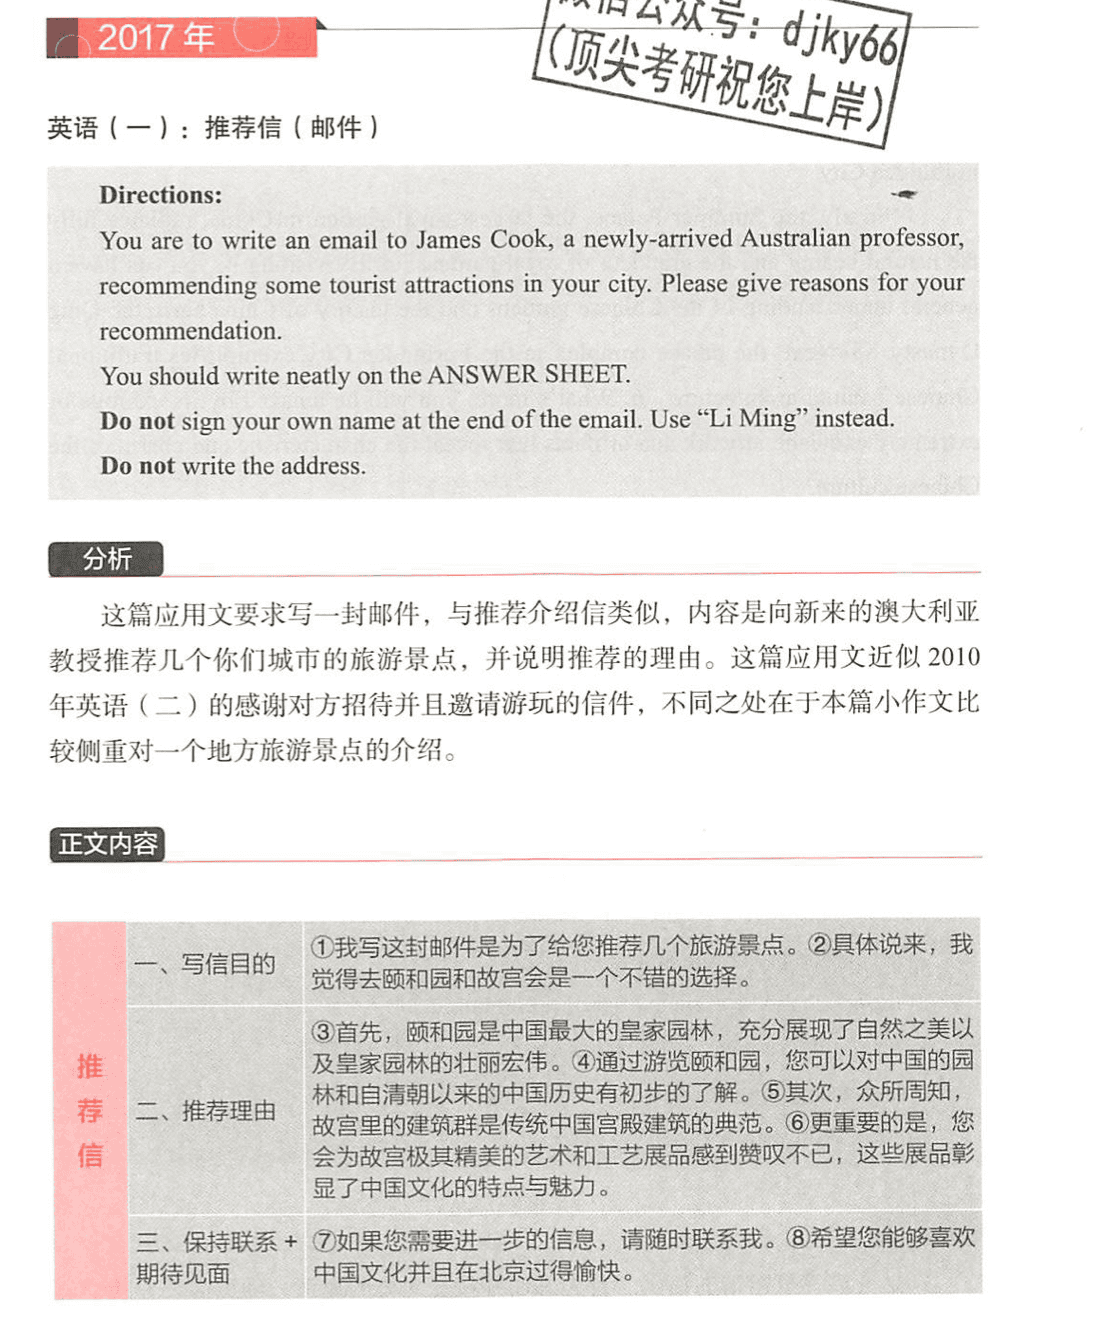 2017 年
微信公众号：djky66
（顶尖考研祝您上岸）
英语（一）：推荐信（邮件）
Directions:
You are to write an email to James Cook, a newly-arrived Australian professor,
recommending some tourist attractions in your city. Please give reasons for your
recommendation.
You should write neatly on the ANSWER SHEET.
Do not sign your own name at the end of the email. Use “Li Ming” instead.
Do not write the address.
分析
这篇应用文要求写一封邮件，与推荐介绍信类似，内容是向新来的澳大利亚
教授推荐几个你们城市的旅游景点，并说明推荐的理由。这篇应用文近似 2010
年英语（二）的感谢对方招待并且邀请游玩的信件，不同之处在于本篇小作文比
较侧重对一个地方旅游景点的介绍。
正文内容
推荐信
一、写信目的
①我写这封邮件是为了给您推荐几个旅游景点。②具体说来，我
觉得去颐和园和故宫会是一个不错的选择。
二、推荐理由
③首先，颐和园是中国最大的皇家园林，充分展现了自然之美以
及皇家园林的壮丽宏伟。④通过游览颐和园，您可以对中国的园
林和自清朝以来的中国历史有初步的了解。⑤其次，众所周知，
故宫里的建筑群是传统中国宫殿建筑的典范。⑥更重要的是，您
会为故宫极其精美的艺术和工艺展品感到赞叹不已，这些展品彰
显了中国文化的特点与魅力。
三、保持联系 +
期待见面
⑦如果您需要进一步的信息，请随时联系我。⑧希望您能够喜欢
中国文化并且在北京过得愉快。